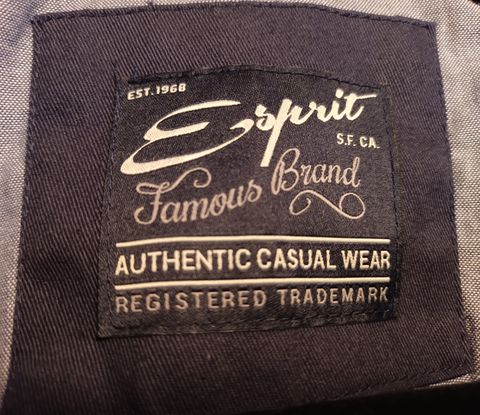 EST. 1968
Esprit
S.F. CA.
Famous Brand
AUTHENTIC CASUAL WEAR
REGISTERED TRADEMARK